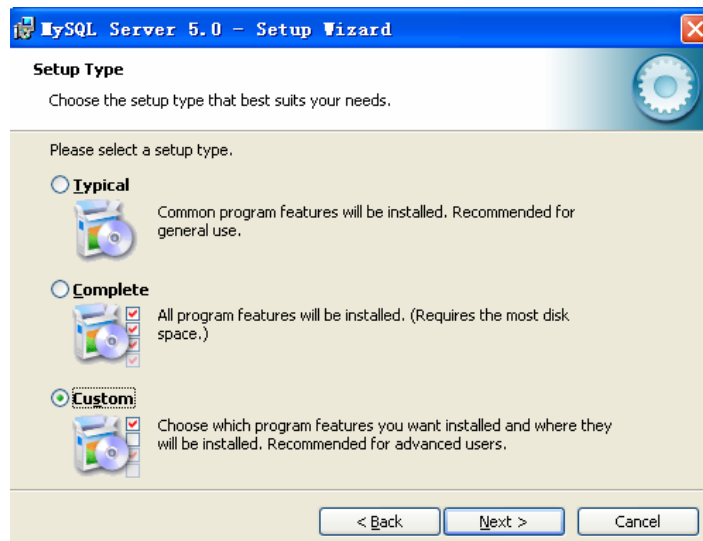 MySQL Server 5.0 - Setup Wizard
Setup Type
Choose the setup type that best suits your needs.
Please select a setup type.
Typical
Common program features will be installed. Recommended for
general use.
Complete
All program features will be installed. (Requires the most disk
space.)
Custom
Choose which program features you want installed and where they
will be installed. Recommended for advanced users.
< Back
Next >
Cancel